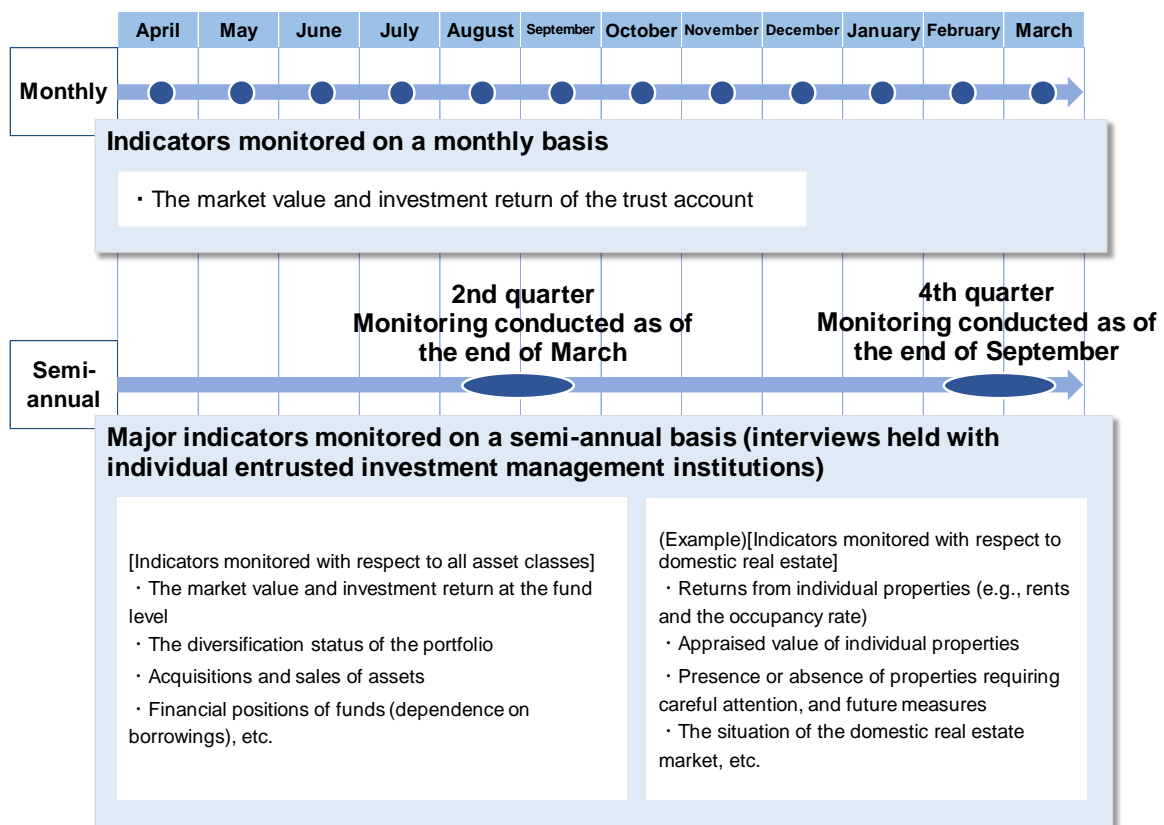 April May June July August September October November December January February March
Monthly
Indicators monitored on a monthly basis
・The market value and investment return of the trust account
2nd quarter
Monitoring conducted as of
the end of March
4th quarter
Monitoring conducted as of
the end of September
Semi-
annual
Major indicators monitored on a semi-annual basis (interviews held with
individual entrusted investment management institutions)
[Indicators monitored with respect to all asset classes]
・The market value and investment return at the fund
level
・The diversification status of the portfolio
・Acquisitions and sales of assets
・Financial positions of funds (dependence on
borrowings), etc.
(Example)[Indicators monitored with respect to
domestic real estate]
・Returns from individual properties (e.g., rents
and the occupancy rate)
・Appraised value of individual properties
・Presence or absence of properties requiring
careful attention, and future measures
・The situation of the domestic real estate
market, etc.